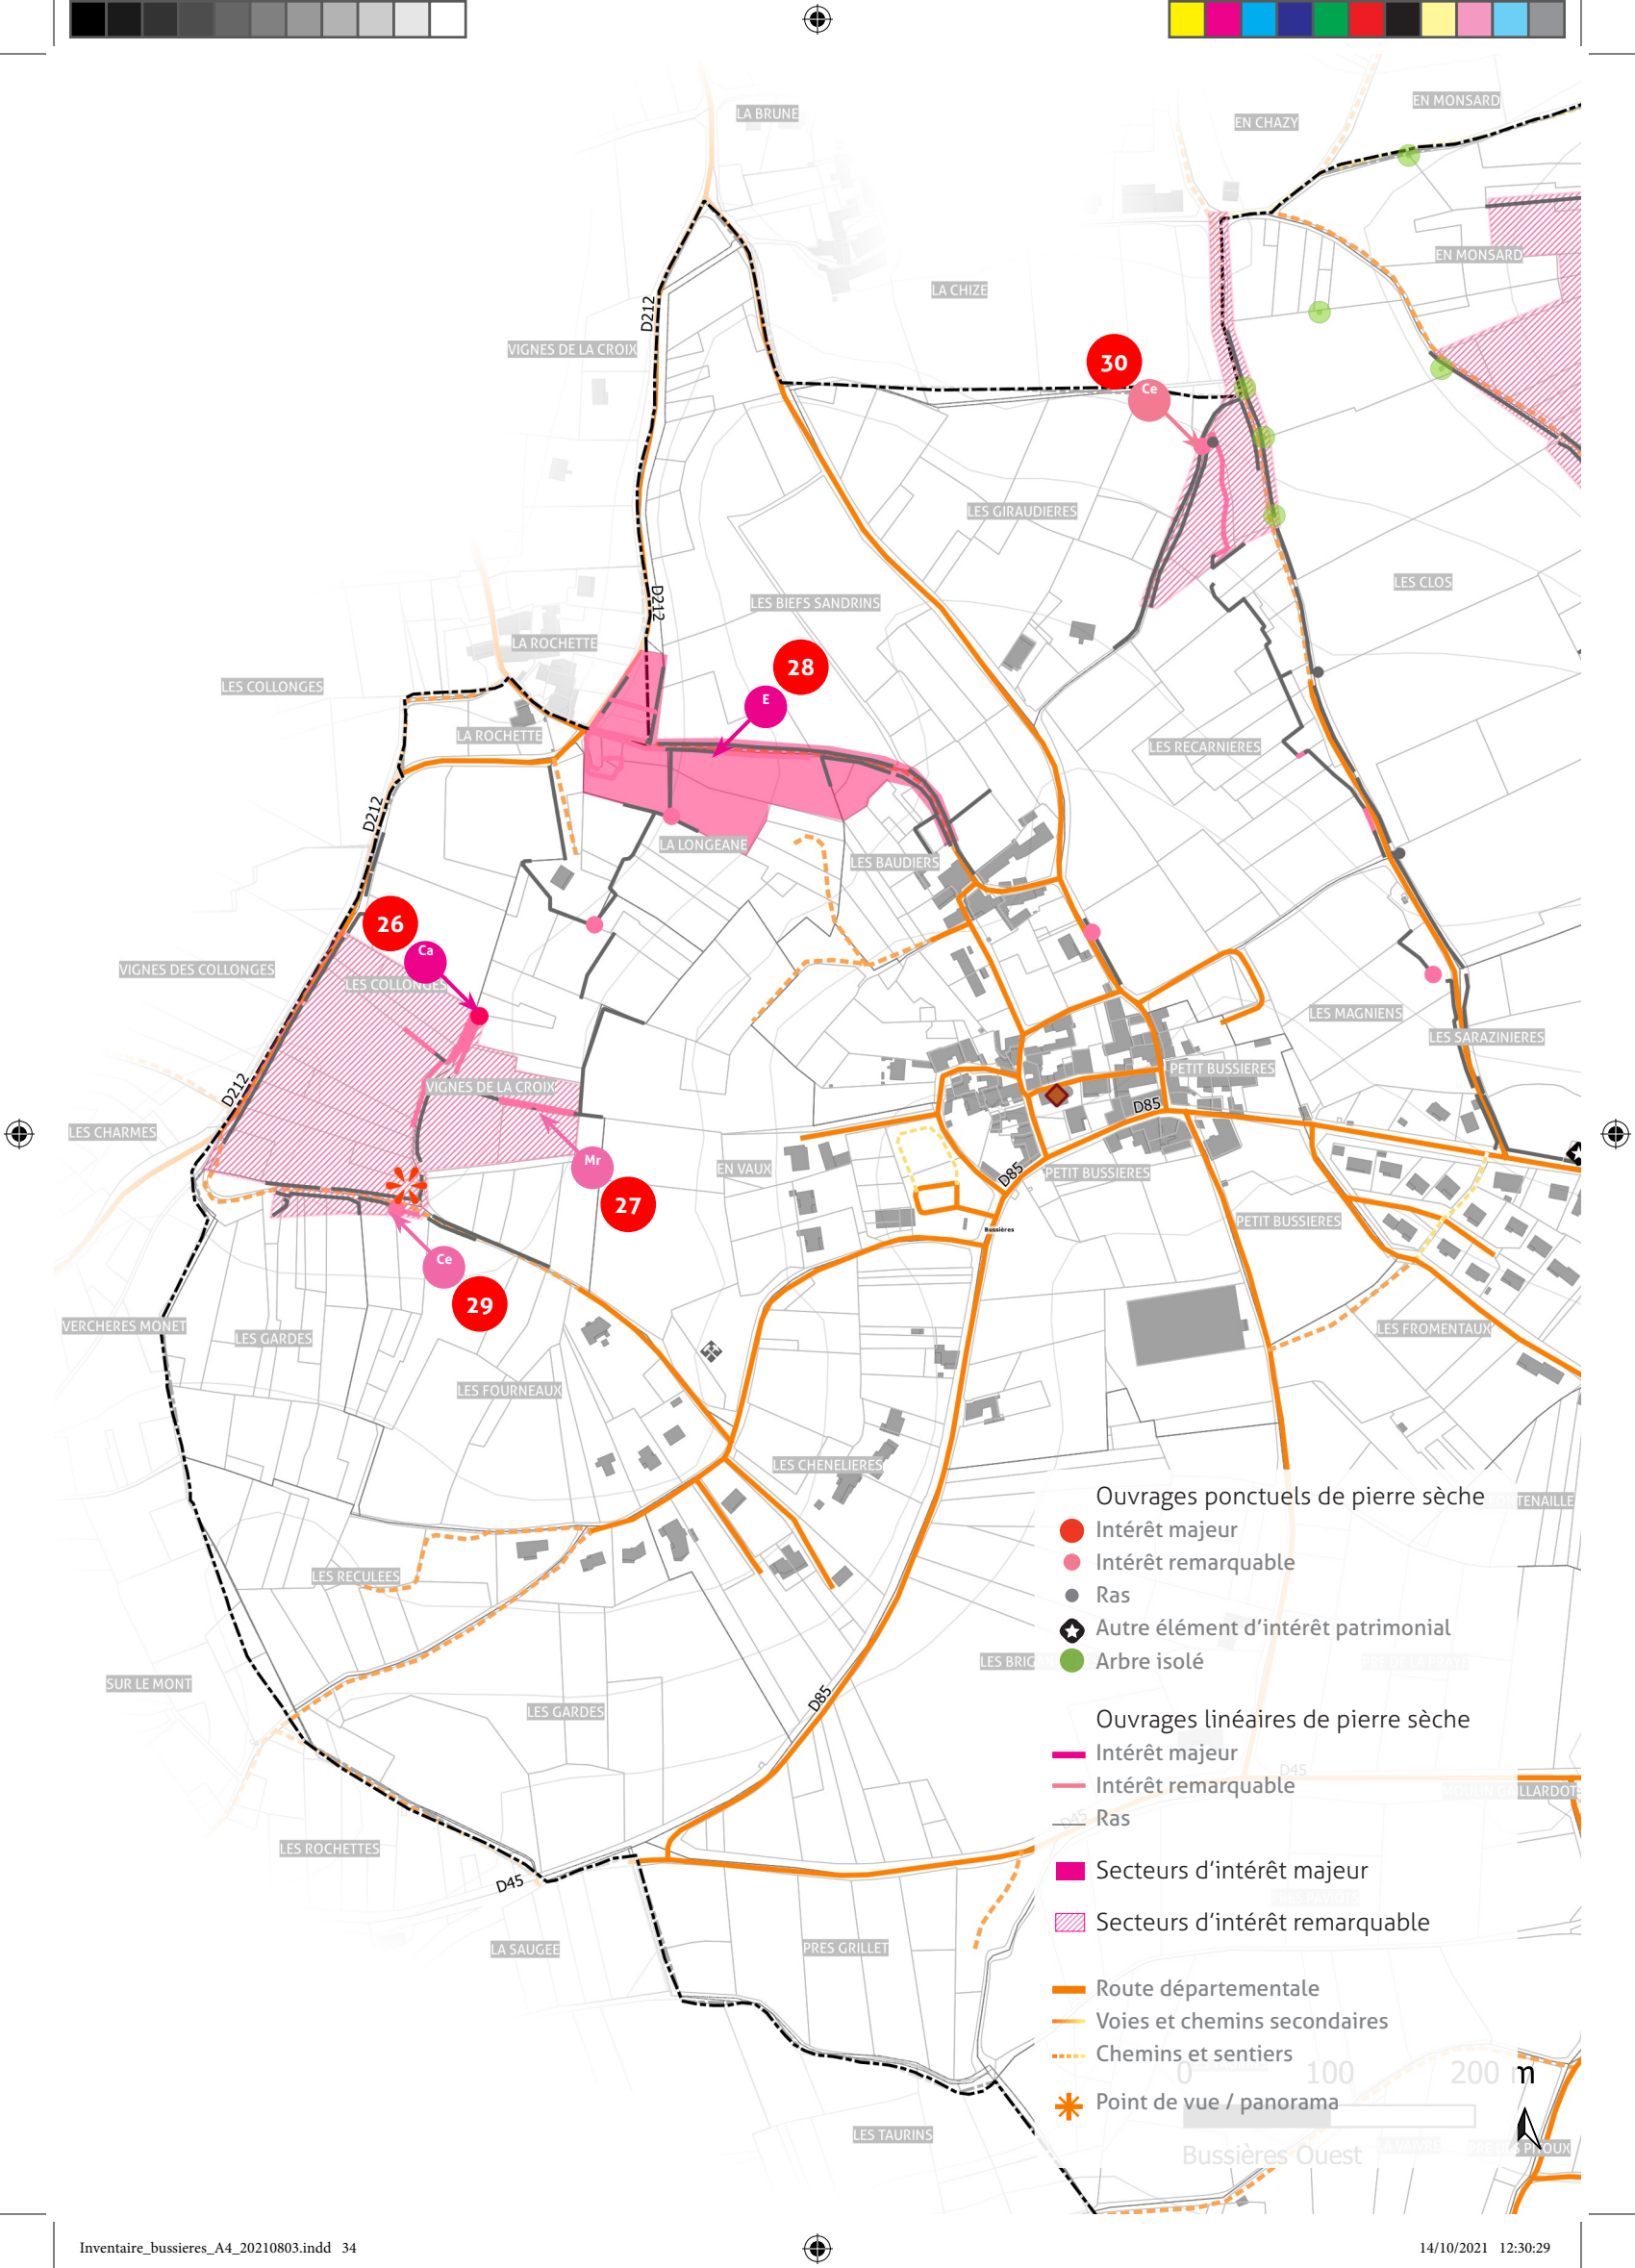 LA BRUNE
EN MONSARD
EN CHAZY
EN MONSARD
LA CHIZE
D212
VIGNES DE LA CROIX
30
Ce
LES GIRAUDIERES
LES CLOS
D212
LES BIEFS SANDRINS
LA ROCHETTE
28
E
LES COLLONGES
LA ROCHETTE
LES RECARNIERES
D212
LA LONGEANE
LES BAUDIERS
26
Ca
VIGNES DES COLLONGES
LES COLLONGES
LES MAGNIENS
LES SARAZINIERES
PETIT BUSSIERES
VIGNES DE LA CROIX
D212
D85
LES CHARMES
Mr
EN VAUX
D85
PETIT BUSSIERES
27
PETIT BUSSIERES
Bussières
Ce
29
VERCHERES MONET
LES GARDES
LES FROMENTAUX
LES FOURNEAUX
LES CHENELIERES
Ouvrages ponctuels de pierre sèche
ONTENAILLE
Intérêt majeur
Intérêt remarquable
LES RECULEES
Ras
Autre élément d'intérêt patrimonial
LES BRIC
Arbre isolé
SUR LE MONT
D85
LES GARDES
Ouvrages linéaires de pierre sèche
Intérêt majeur
D45
Intérêt remarquable
LLARDOT
D45
Ras
LES ROCHETTES
Secteurs d'intérêt majeur
D45
Secteurs d'intérêt remarquable
LA SAUGEE
PRES GRILLET
Route départementale
Voies et chemins secondaires
Chemins et sentiers
0 100 200 m
Point de vue / panorama
LES TAURINS
Bussières Ouest
Inventaire_bussieres_A4_20210803.indd 34
14/10/2021 12:30:29